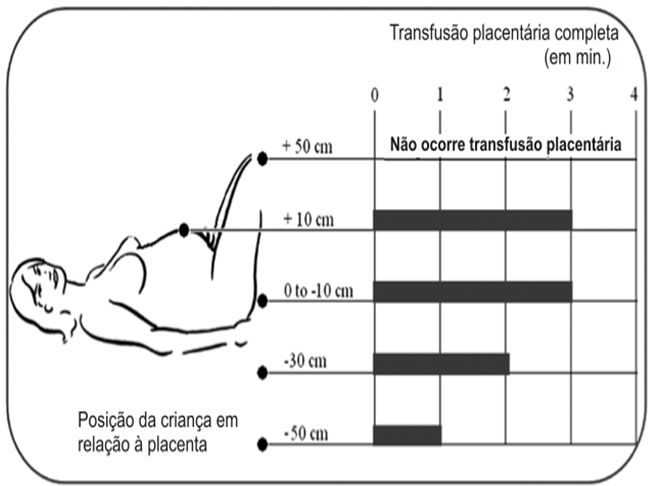 Transfusão placentária completa
(em min.)
0 1 2 3 4
+ 50 cm Não ocorre transfusão placentária
+ 10 cm
0 to -10 cm
-30 cm
-50 cm
Posição da criança em
relação à placenta